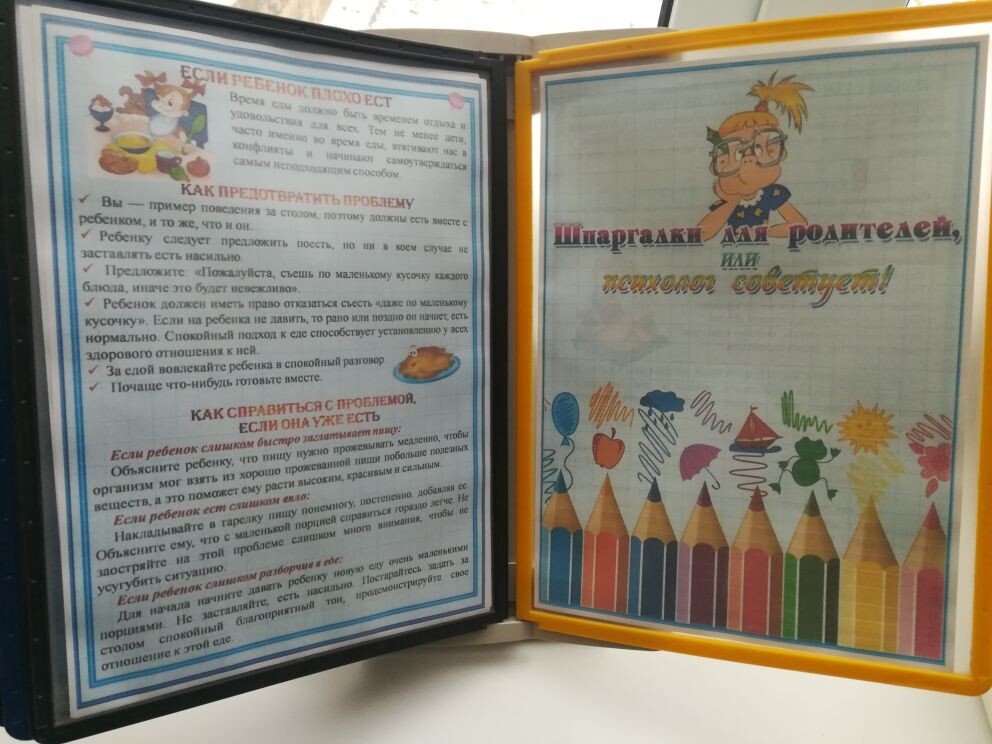 ЕСЛИ РЕБЕНОК ПЛОХО ЕСТ
Время еды должно быть временем отдыха и
удовольствия для всех. Тем не менее дети,
часто именно во время еды, втягивают нас в
конфликты и начинают самоутверждаться
самым неподходящим способом.
КАК ПРЕДОТВРАТИТЬ ПРОБЛЕМУ
Вы — пример поведения за столом, поэтому должны есть вместе с
ребенком, и то же, что и он.
Ребенку следует предложить поесть, но ни в коем случае не
заставлять есть насильно.
Предложите: «Пожалуйста, съешь по маленькому кусочку каждого
блюда, иначе это будет невежливо».
Ребенок должен иметь право отказаться съесть «даже по маленькому
кусочку». Если на ребенка не давить, то рано или поздно он начнет, есть
нормально. Спокойный подход к еде способствует установлению у всех
здорового отношения к ней.
За едой вовлекайте ребенка в спокойный разговор
Почаще что-нибудь готовьте вместе.
КАК СПРАВИТЬСЯ С ПРОБЛЕМОЙ,
ЕСЛИ ОНА УЖЕ ЕСТЬ
Если ребенок слишком быстро заглатывает пищу:
Объясните ребенку, что пищу нужно прожевывать медленно, чтобы
организм мог взять из хорошо прожеванной пищи побольше полезных
веществ, а это поможет ему расти высоким, красивым и сильным.
Если ребенок ест слишком вяло:
Накладывайте в тарелку пищу понемногу, постепенно. добавляя ее.
Объясните ему, что с маленькой порцией справиться гораздо легче. Не
заостряйте на этой проблеме слишком много внимания, чтобы не
усугубить ситуацию.
Если ребенок слишком разборчив в еде:
Для начала начните давать ребенку новую еду очень маленькими
порциями. Не заставляйте, есть насильно. Постарайтесь задать за
столом спокойный благоприятный тон, продемонстрируйте свое
отношение к этой еде.
Шпаргалки для родителей,
или
психолог советует!